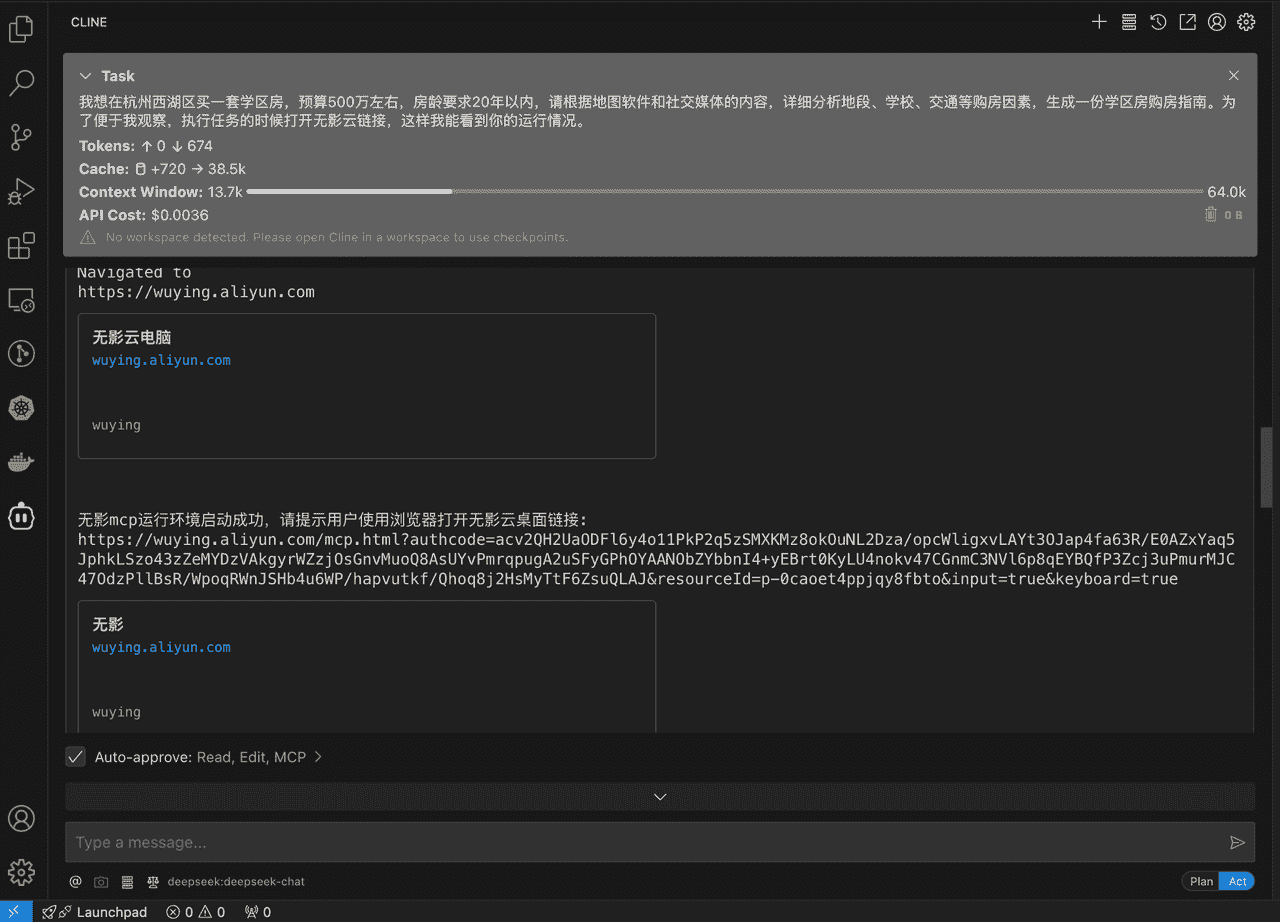 CLINE
Task
我想在杭州西湖区买一套学区房，预算500万左右，房龄要求20年以内，请根据地图软件和社交媒体的内容，详细分析地段、学校、交通等购房因素，生成一份学区房购房指南。为
了便于我观察，执行任务的时候打开无影云链接，这样我能看到你的运行情况。
Tokens: ↑ 0 ↓ 674
Cache: +720 → 38.5k
Context Window: 13.7k 64.0k
API Cost: $0.0036 0 B
No workspace detected. Please open Cline in a workspace to use checkpoints.
Navigated to
https://wuying.aliyun.com
无影云电脑
wuying.aliyun.com
wuying
无影mcp运行环境启动成功，请提示用户使用浏览器打开无影云桌面链接：
https://wuying.aliyun.com/mcp.html?authcode=acv2QH2UaODFl6y4o11PkP2q5zSMXKMz8okOuNL2Dza/opcWligxvLAYt3OJap4fa63R/E0AZxYaq5
JphkLSzo43zZeMYDzVAkgyrWZzjOsGnvMuoQ8AsUYvPmrqpugA2uSFyGPhOYAANObZYbbnI4+yEBrt0KyLU4nokv47CGnmC3NVl6p8qEYBQfP3Zcj3uPmurMJC
47OdzPllBsR/WpoqRWnJSHb4u6WP/hapvutkf/Qhoq8j2HsMyTtF6ZsuQLAJ&resourceId=p-0caoet4ppjqy8fbto&input=true&keyboard=true
无影
wuying.aliyun.com
wuying
Auto-approve: Read, Edit, MCP
Type a message...
@ deepseek:deepseek-chat Plan Act
Launchpad 0 0 0